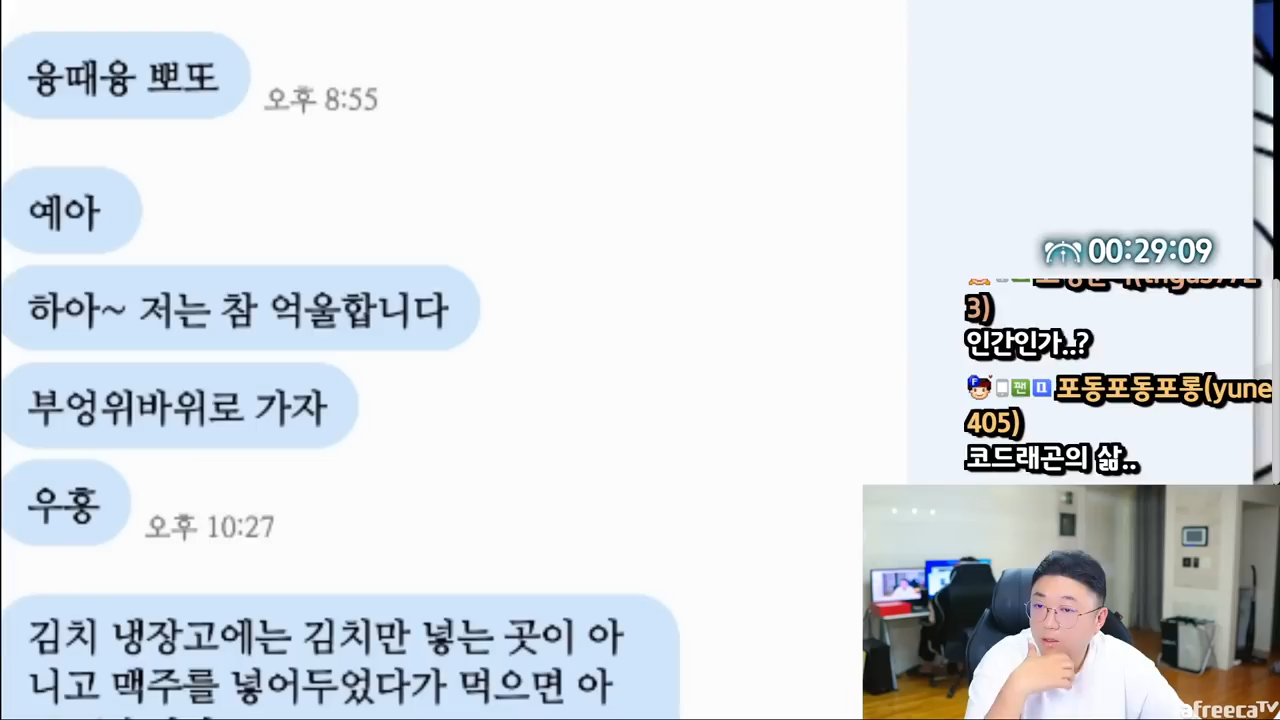 융때융 뽀또
오후 8:55
예아
하아~ 저는 참 억울합니다
부엉위바위로 가자
우홍
오후 10:27
김치 냉장고에는 김치만 넣는 곳이 아
니고 맥주를 넣어두었다가 먹으면 아
00:29:09
3)
인간인가..?
팬 포동포동포롱(yune
405)
코드래곤의 삶..
afreecaTV